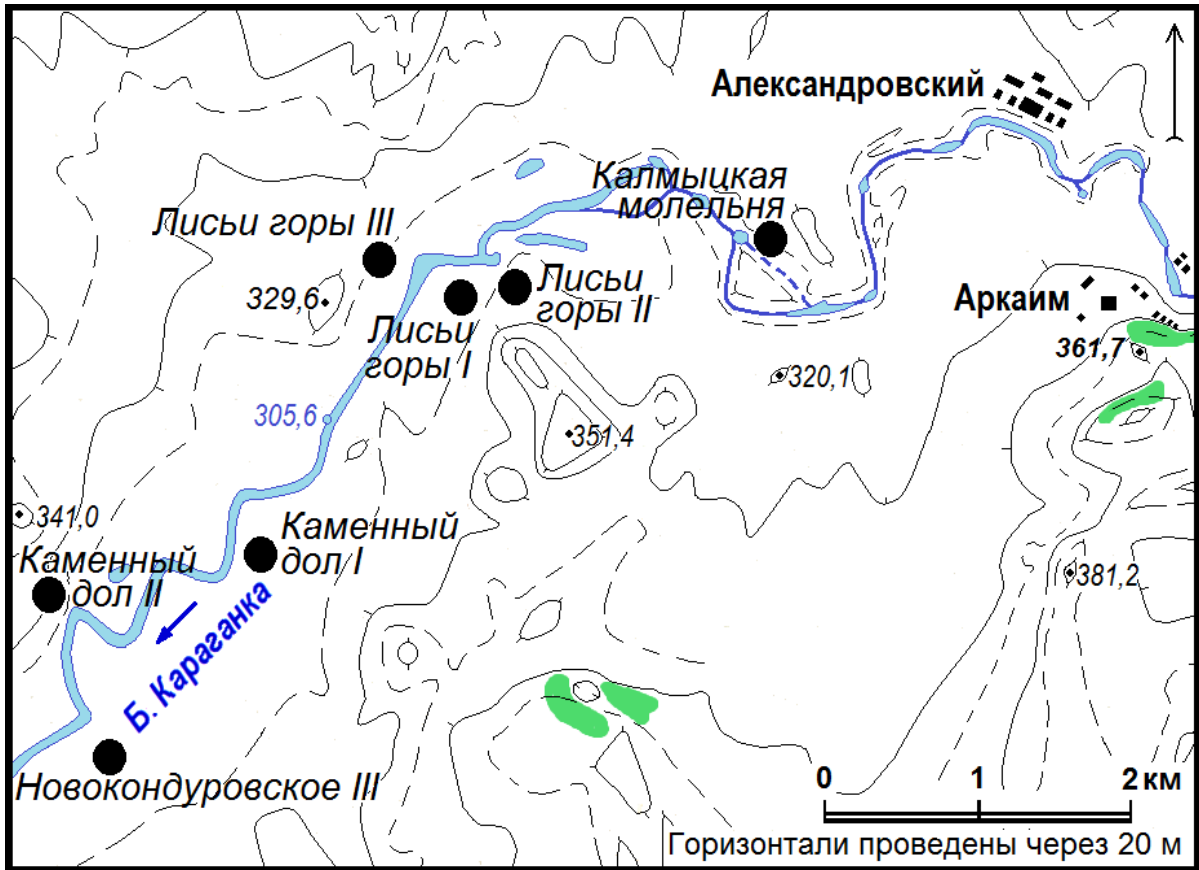 Александровский
Калмыцкая
молельня
Лисьи горы III
Лисьи
горы II
329,6
Аркаим
Лисьи
горы I
361,7
320,1
305,6
351,4
341,0
Каменный
дол I
Каменный
дол II
381,2
Б. Караганка
Новокондуровское III
0 1 2 км
Горизонтали проведены через 20 м